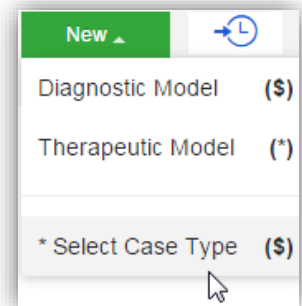 New
Diagnostic Model ($)
Therapeutic Model (*)
* Select Case Type ($)